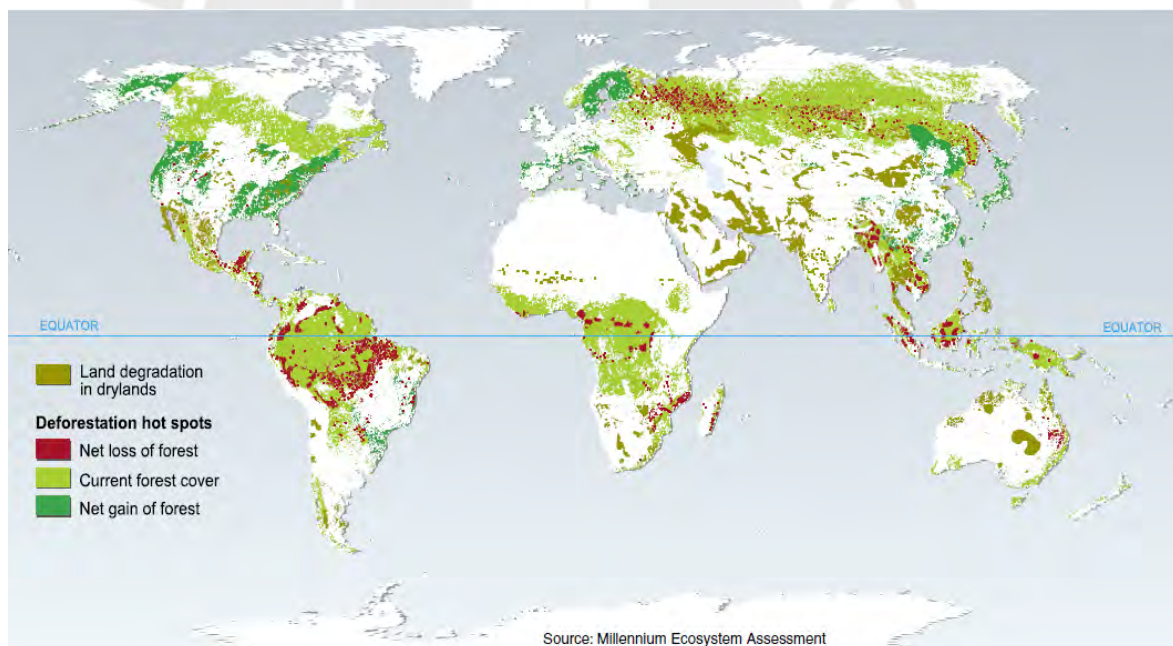 EQUATOR
EQUATOR
Land degradation
in drylands
Deforestation hot spots
Net loss of forest
Current forest cover
Net gain of forest
Source: Millennium Ecosystem Assessment